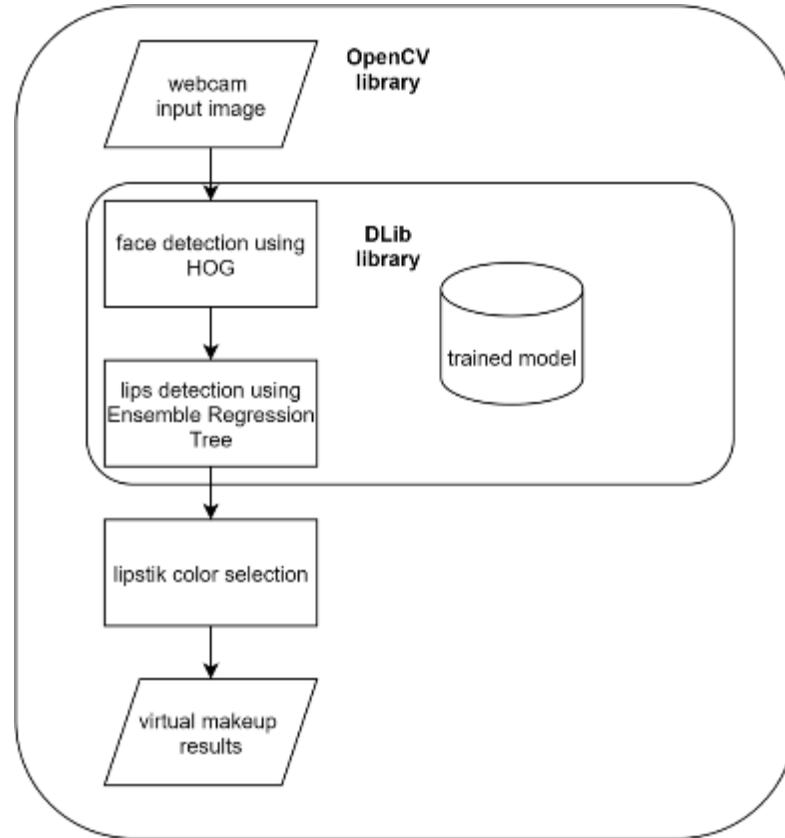 webcam
input image
OpenCV
library
face detection using
HOG
DLib
library
trained model
lips detection using
Ensemble Regression
Tree
lipstik color selection
virtual makeup
results